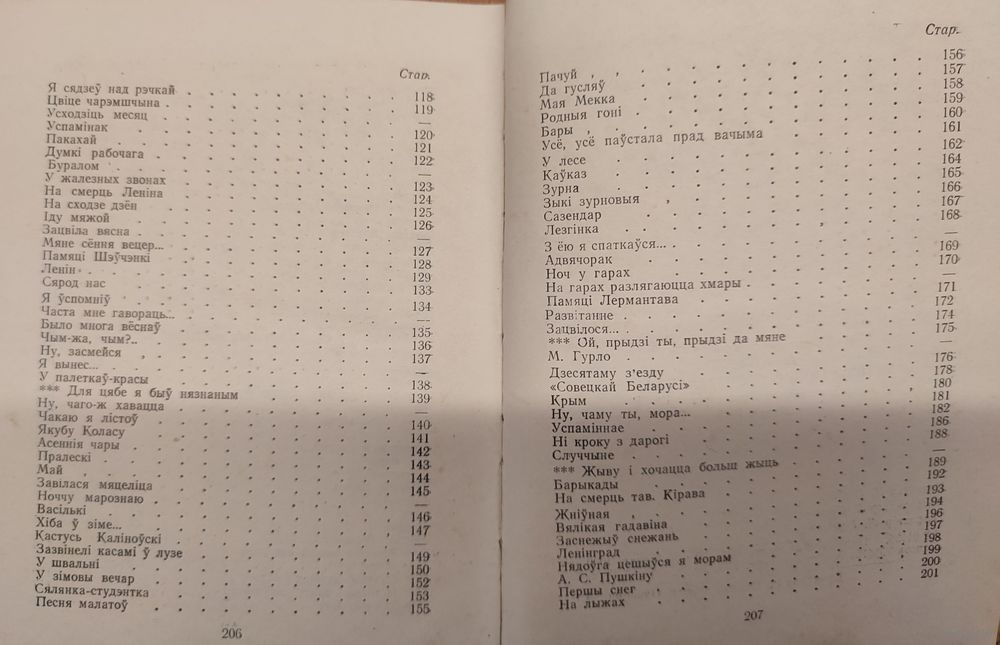 Стар.
Я сядзеў над рэчкай . . . . . . 118
Цвіце чарэмшчына . . . . . . 119
Усходзіць месяц . . . . . . —
Успамінак . . . . . . 120
Пакахай . . . . . . 121
Думкі рабочага . . . . . . 122
Буралом . . . . . . —
У жалезных звонах . . . . . . 123
На смерць Леніна . . . . . . 124
На сходзе дзён . . . . . . 125
Іду мяжой . . . . . . 126
Зацвіла вясна . . . . . . —
Мяне сёння вецер... . . . . . . 127
Памяці Шэўчэнкі . . . . . . 128
Ленін . . . . . . 129
Сярод нас . . . . . . 133
Я ўспомніў . . . . . . 134
Часта мне гавораць... . . . . . . —
Было многа вёснаў . . . . . . 135
Чым-жа, чым?.. . . . . . . 136
Ну, засмейся . . . . . . 137
Я вынес... . . . . . . —
У палеткаў-красы . . . . . . 138
*** Для цябе я быў нязнаным . . . . . . 139
Ну, чаго-ж хавацца . . . . . . —
Чакаю я лістоў . . . . . . 140
Якубу Коласу . . . . . . 141
Асеннія чары . . . . . . 142
Пралескі . . . . . . 143
Май . . . . . . 144
Завілася мяцеліца . . . . . . 145
Ноччу марознаю . . . . . . —
Васількі . . . . . . 146
Хіба ў зіме... . . . . . . 147
Кастусь Каліноўскі . . . . . . —
Зазвінелі касамі ў лузе . . . . . . 149
У швальні . . . . . . 150
У зімовы вечар . . . . . . 152
Сялянка-студэнтка . . . . . . 153
Песня малатоў . . . . . . 155
206
Стар.
Пачуй . . . . . . 156
Да гусляў . . . . . . 157
Мая Мекка . . . . . . 158
Родныя гоні . . . . . . 159
Бары . . . . . . 160
Усё, усё паўстала прад вачыма . . . . . . 161
У лесе . . . . . . 162
Каўказ . . . . . . 164
Зурна . . . . . . 165
Зыкі зурновыя . . . . . . 166
Сазендар . . . . . . 167
Лезгінка . . . . . . 168
З ёю я спаткаўся... . . . . . . —
Адвячорак . . . . . . 169
Ноч у гарах . . . . . . 170
На гарах разлягаюцца хмары . . . . . . —
Памяці Лермантава . . . . . . 171
Развітанне . . . . . . 172
Зацвілося... . . . . . . 174
*** Ой, прыдзі ты, прыдзі да мяне . . . . . . 175
М. Гурло . . . . . . —
Дзесятаму з'езду . . . . . . 176
«Совецкай Беларусі» . . . . . . 178
Крым . . . . . . 180
Ну, чаму ты, мора... . . . . . . 181
Успаміннае . . . . . . 182
Ні кроку з дарогі . . . . . . 186
Случчыне . . . . . . 188
*** Жыву і хочацца больш жыць . . . . . . —
Барыкады . . . . . . 189
На смерць тав. Кірава . . . . . . 192
Жніўная . . . . . . 193
Вялікая гадавіна . . . . . . 194
Заснежыў снежань . . . . . . 196
Ленінград . . . . . . 197
Нядоўга цешыўся я морам . . . . . . 198
А. С. Пушкіну . . . . . . 199
Першы снег . . . . . . 200
На лыжах . . . . . . 201
207